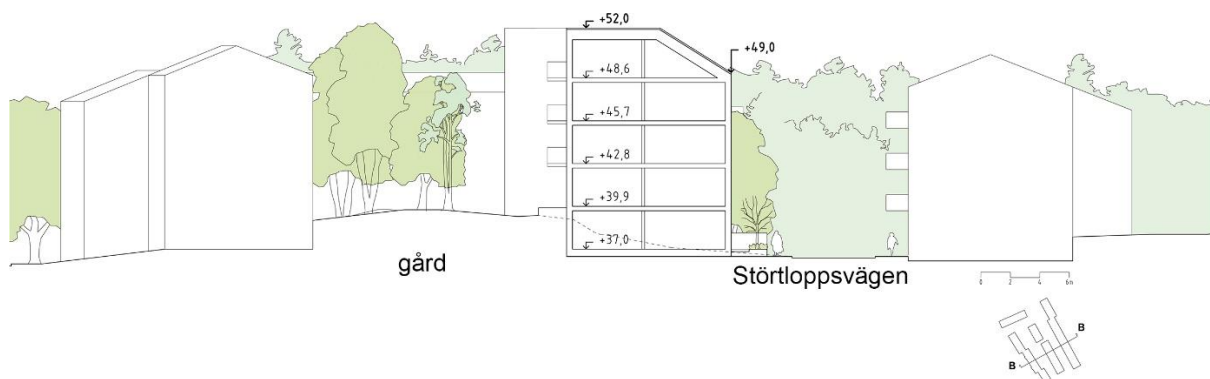 +52,0
+49,0
+48,6
+45,7
+42,8
+39,9
+37,0
gård
Störtloppsvägen
0 2 4 6m
B
B